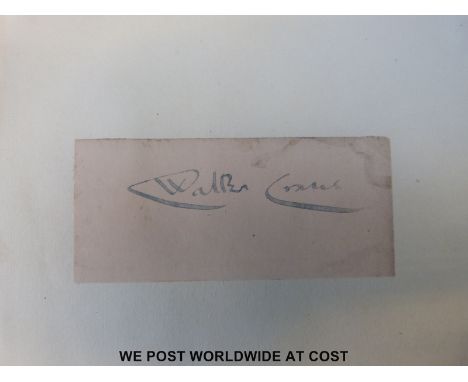 Walter Crane
WE POST WORLDWIDE AT COST